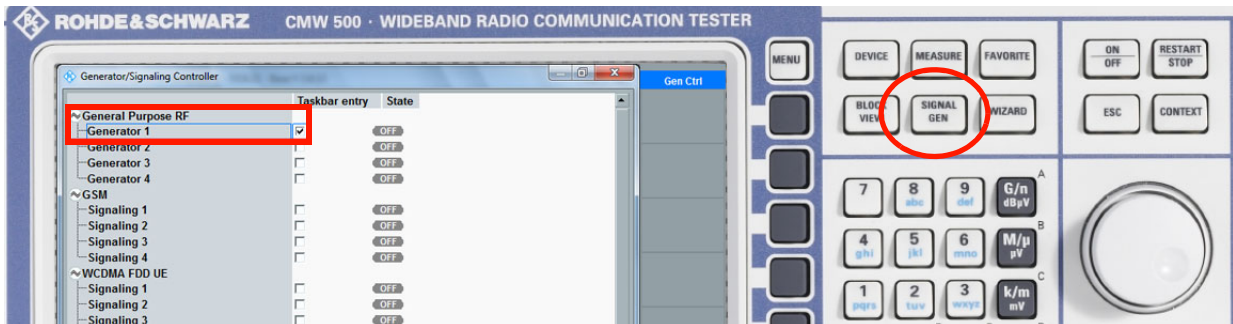 ROHDE&SCHWARZ CMW 500 · WIDEBAND RADIO COMMUNICATION TESTER
Generator/Signaling Controller
Gen Ctrl
Taskbar entry State
General Purpose RF
Generator 1 OFF
Generator 2 OFF
Generator 3 OFF
Generator 4 OFF
GSM
Signaling 1 OFF
Signaling 2 OFF
Signaling 3 OFF
Signaling 4 OFF
WCDMA FDD UE
Signaling 1 OFF
Signaling 2 OFF
Signaling 3 OFF
MENU
DEVICE MEASURE FAVORITE
BLOCK VIEW SIGNAL GEN WIZARD
ON OFF RESTART STOP
ESC CONTEXT
7 8 abc 9 def G/n dBµV A
4 ghi 5 jkl 6 mno M/µ µV B
1 pqrs 2 tuv 3 wxyz k/m mV C